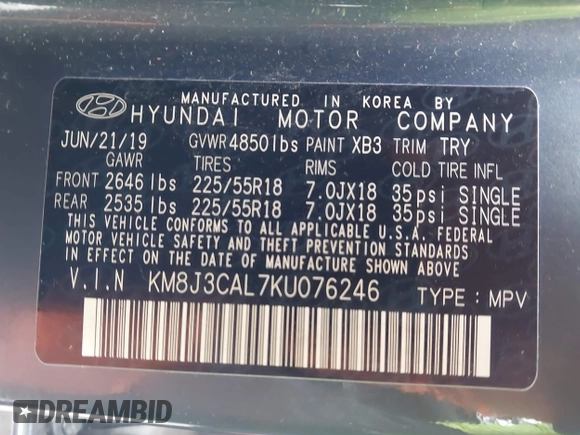 MANUFACTURED IN KOREA BY
HYUNDAI MOTOR COMPANY
JUN/21/19 GVWR 4850lbs PAINT XB3 TRIM TRY
GAWR TIRES RIMS COLD TIRE INFL
FRONT 2646 lbs 225/55R18 7.0JX18 35psi SINGLE
REAR 2535 lbs 225/55R18 7.0JX18 35psi SINGLE
THIS VEHICLE CONFORMS TO ALL APPLICABLE U.S.A. FEDERAL
MOTOR VEHICLE SAFETY AND THEFT PREVENTION STANDARDS
IN EFFECT ON THE DATE OF MANUFACTURE SHOWN ABOVE.
V.I.N KM8J3CAL7KU076246 TYPE : MPV
DREAMBID